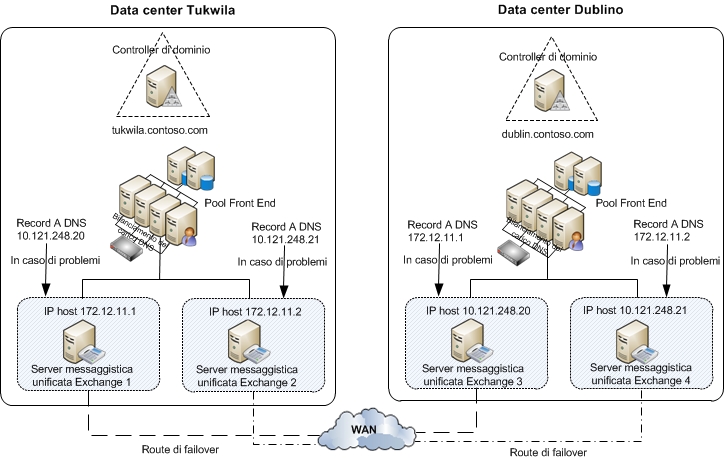 Data center Tukwila
Controller di dominio
tukwila.contoso.com
Pool Front End
Bilanciamento del
carico DNS
Record A DNS
10.121.248.20
In caso di problemi
Record A DNS
10.121.248.21
In caso di problemi
IP host 172.12.11.1
Server messaggistica
unificata Exchange 1
IP host 172.12.11.2
Server messaggistica
unificata Exchange 2
Data center Dublino
Controller di dominio
dublin.contoso.com
Pool Front End
Bilanciamento del
carico DNS
Record A DNS
172.12.11.1
In caso di problemi
Record A DNS
172.12.11.2
In caso di problemi
IP host 10.121.248.20
Server messaggistica
unificata Exchange 3
IP host 10.121.248.21
Server messaggistica
unificata Exchange 4
WAN
Route di failover
Route di failover